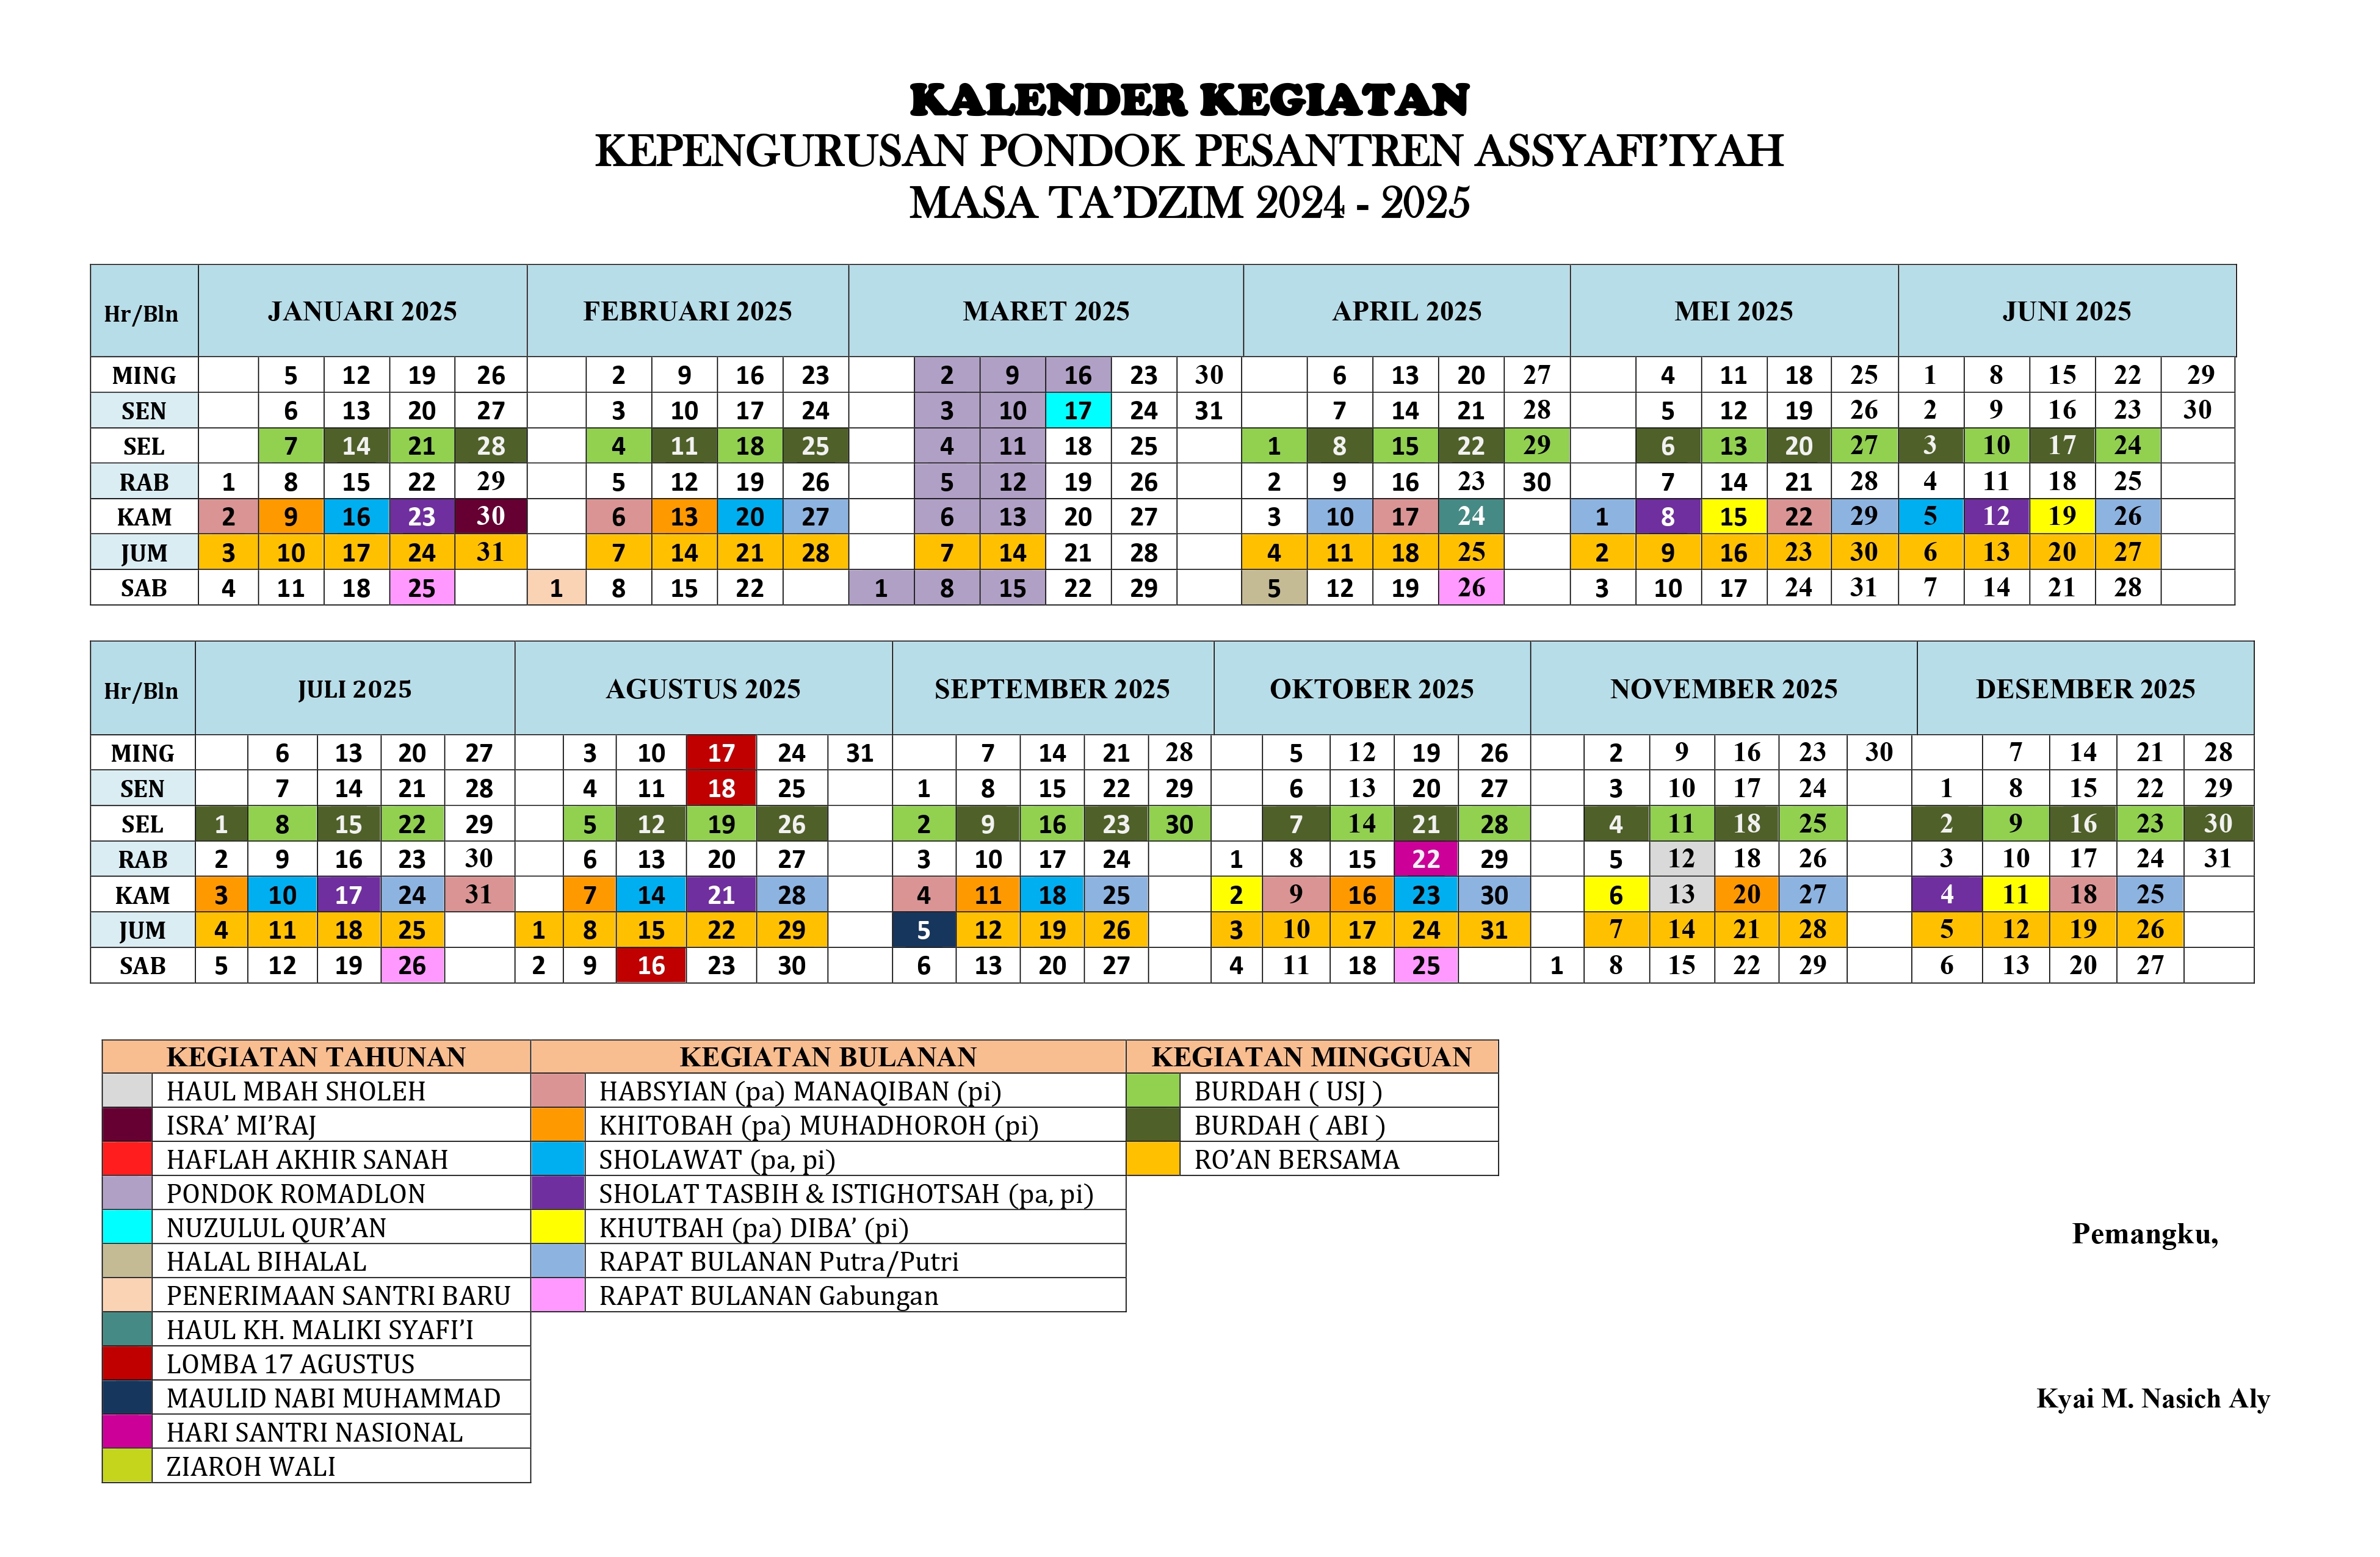 KALENDER KEGIATAN
KEPENGURUSAN PONDOK PESANTREN ASSYAFI’IYAH
MASA TA’DZIM 2024 - 2025
Hr/Bln JANUARI 2025 FEBRUARI 2025 MARET 2025 APRIL 2025 MEI 2025 JUNI 2025
MING 5 12 19 26 2 9 16 23 2 9 16 23 30 6 13 20 27 4 11 18 25 1 8 15 22 29
SEN 6 13 20 27 3 10 17 24 3 10 17 24 31 7 14 21 28 5 12 19 26 2 9 16 23 30
SEL 7 14 21 28 4 11 18 25 4 11 18 25 1 8 15 22 29 6 13 20 27 3 10 17 24
RAB 1 8 15 22 29 5 12 19 26 5 12 19 26 2 9 16 23 30 7 14 21 28 4 11 18 25
KAM 2 9 16 23 30 6 13 20 27 6 13 20 27 3 10 17 24 1 8 15 22 29 5 12 19 26
JUM 3 10 17 24 31 7 14 21 28 7 14 21 28 4 11 18 25 2 9 16 23 30 6 13 20 27
SAB 4 11 18 25 1 8 15 22 1 8 15 22 29 5 12 19 26 3 10 17 24 31 7 14 21 28
Hr/Bln JULI 2025 AGUSTUS 2025 SEPTEMBER 2025 OKTOBER 2025 NOVEMBER 2025 DESEMBER 2025
MING 6 13 20 27 3 10 17 24 31 7 14 21 28 5 12 19 26 2 9 16 23 30 7 14 21 28
SEN 7 14 21 28 4 11 18 25 1 8 15 22 29 6 13 20 27 3 10 17 24 1 8 15 22 29
SEL 1 8 15 22 29 5 12 19 26 2 9 16 23 30 7 14 21 28 4 11 18 25 2 9 16 23 30
RAB 2 9 16 23 30 6 13 20 27 3 10 17 24 1 8 15 22 29 5 12 18 26 3 10 17 24 31
KAM 3 10 17 24 31 7 14 21 28 4 11 18 25 2 9 16 23 30 6 13 20 27 4 11 18 25
JUM 4 11 18 25 1 8 15 22 29 5 12 19 26 3 10 17 24 31 7 14 21 28 5 12 19 26
SAB 5 12 19 26 2 9 16 23 30 6 13 20 27 4 11 18 25 1 8 15 22 29 6 13 20 27
KEGIATAN TAHUNAN KEGIATAN BULANAN KEGIATAN MINGGUAN
HAUL MBAH SHOLEH HABSYIAN (pa) MANAQIBAN (pi) BURDAH ( USJ )
ISRA’ MI’RAJ KHITOBAH (pa) MUHADHOROH (pi) BURDAH ( ABI )
HAFLAH AKHIR SANAH SHOLAWAT (pa, pi) RO’AN BERSAMA
PONDOK ROMADLON SHOLAT TASBIH & ISTIGHOTSAH (pa, pi)
NUZULUL QUR’AN KHUTBAH (pa) DIBA’ (pi)
HALAL BIHALAL RAPAT BULANAN Putra/Putri
PENERIMAAN SANTRI BARU RAPAT BULANAN Gabungan
HAUL KH. MALIKI SYAFI’I
LOMBA 17 AGUSTUS
MAULID NABI MUHAMMAD
HARI SANTRI NASIONAL
ZIAROH WALI
Pemangku,
Kyai M. Nasich Aly